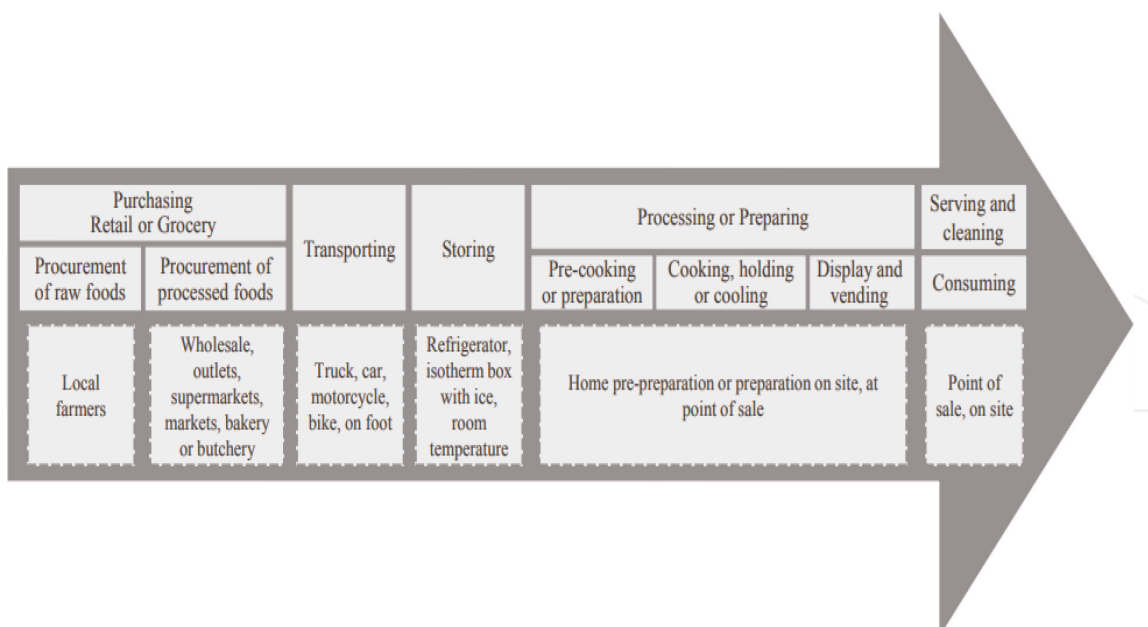 Purchasing
Retail or Grocery
Procurement
of raw foods
Procurement of
processed foods
Transporting
Storing
Processing or Preparing
Pre-cooking
or preparation
Cooking, holding
or cooling
Display and
vending
Serving and
cleaning
Consuming
Local
farmers
Wholesale,
outlets,
supermarkets,
markets, bakery
or butchery
Truck, car,
motorcycle,
bike, on foot
Refrigerator,
isotherm box
with ice,
room
temperature
Home pre-preparation or preparation on site, at
point of sale
Point of
sale, on site